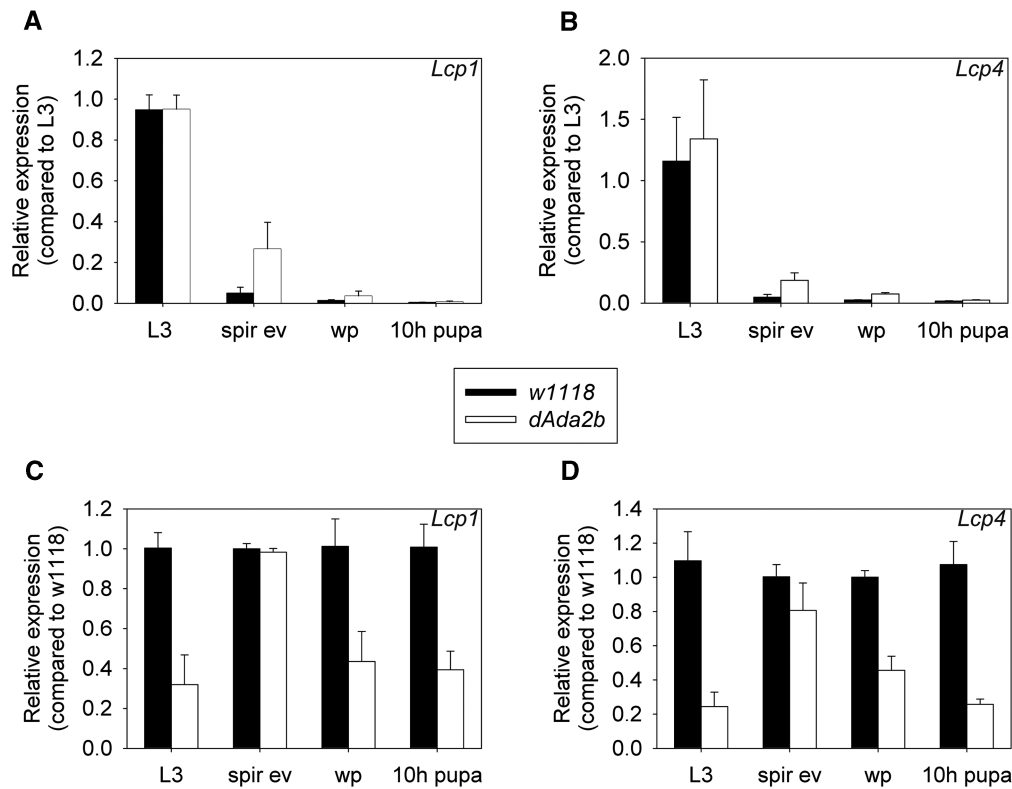 A
Lcp1
Relative expression
(compared to L3)
1.2
1.0
0.8
0.6
0.4
0.2
0.0
L3 spir ev wp 10h pupa
B
Lcp4
Relative expression
(compared to L3)
2.0
1.5
1.0
0.5
0.0
L3 spir ev wp 10h pupa
w1118
dAda2b
C
Lcp1
Relative expression
(compared to w1118)
1.2
1.0
0.8
0.6
0.4
0.2
0.0
L3 spir ev wp 10h pupa
D
Lcp4
Relative expression
(compared to w1118)
1.4
1.2
1.0
0.8
0.6
0.4
0.2
0.0
L3 spir ev wp 10h pupa